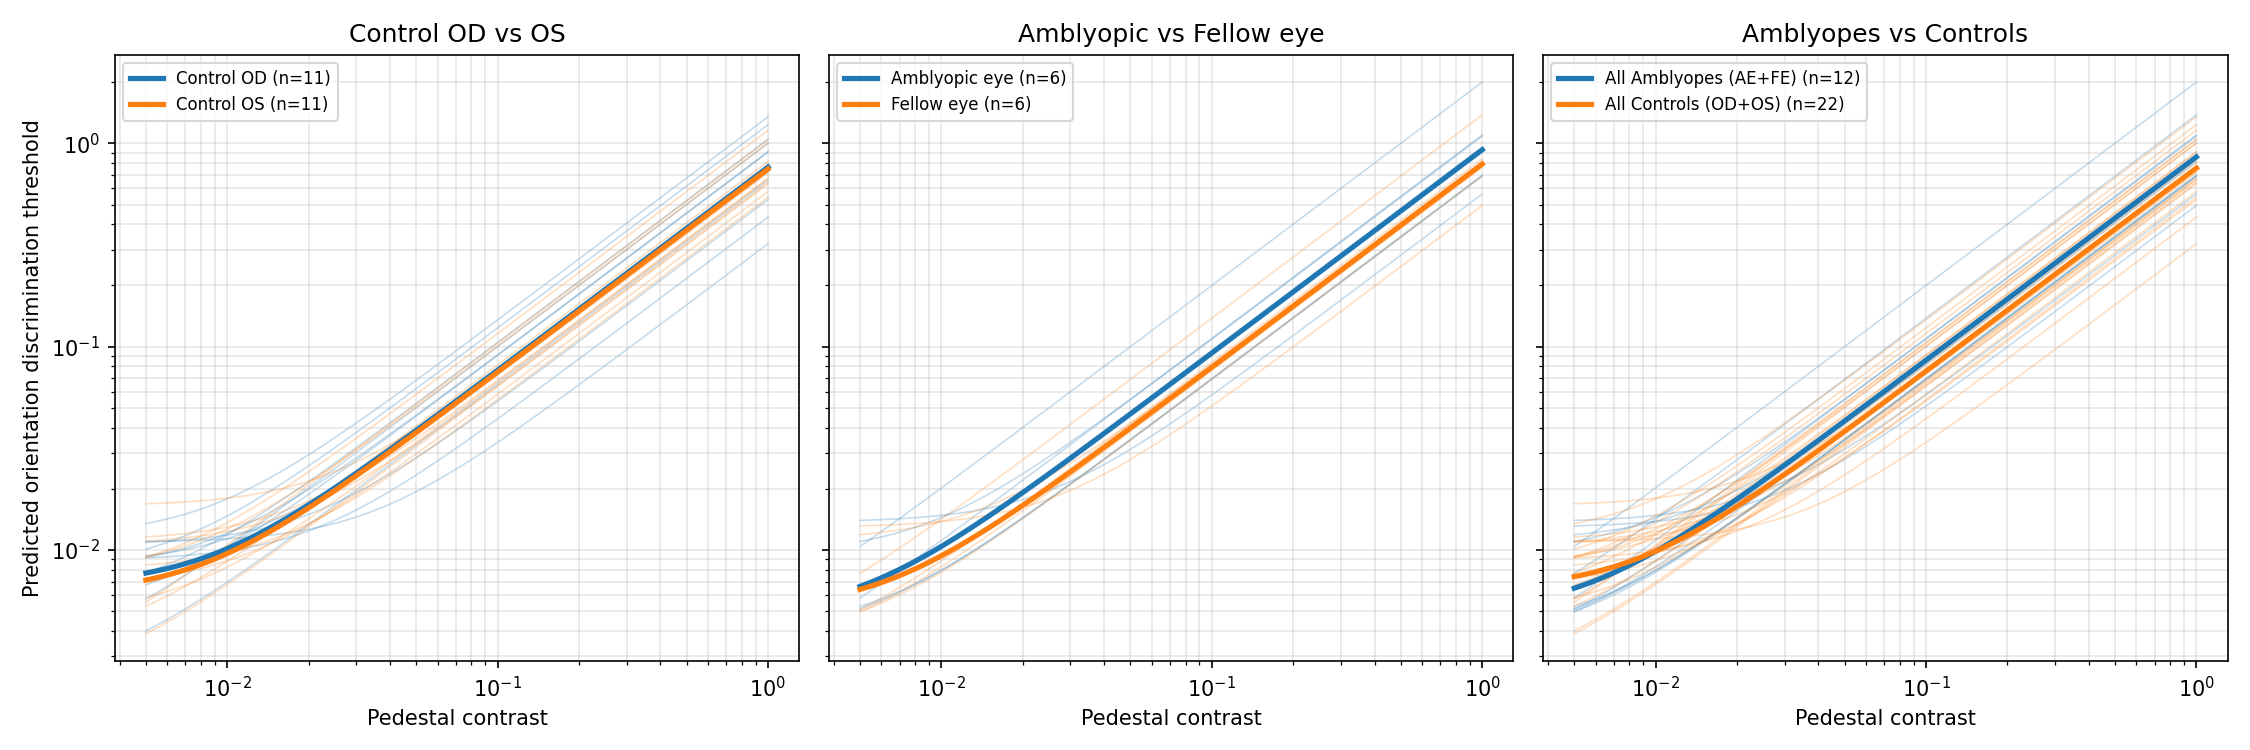 Control OD vs OS
Control OD (n=11)
Control OS (n=11)
Predicted orientation discrimination threshold
10⁰
10⁻¹
10⁻²
10⁻²
10⁻¹
10⁰
Pedestal contrast
Amblyopic vs Fellow eye
Amblyopic eye (n=6)
Fellow eye (n=6)
10⁻²
10⁻¹
10⁰
Pedestal contrast
Amblyopes vs Controls
All Amblyopes (AE+FE) (n=12)
All Controls (OD+OS) (n=22)
10⁻²
10⁻¹
10⁰
Pedestal contrast